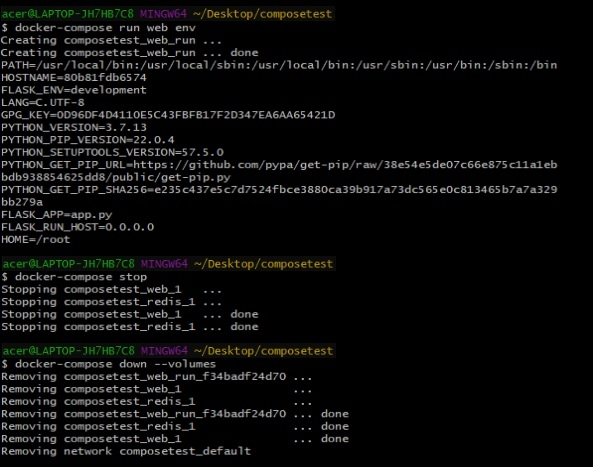 acer@LAPTOP-JH7HB7C8 MINGW64 ~/Desktop/composetest
$ docker-compose run web env
Creating composetest_web_run ...
Creating composetest_web_run ... done
PATH=/usr/local/bin:/usr/local/sbin:/usr/local/bin:/usr/sbin:/usr/bin:/sbin:/bin
HOSTNAME=80b81fdb6574
FLASK_ENV=development
LANG=C.UTF-8
GPG_KEY=0D96DF4D4110E5C43FBFB17F2D347EA6AA65421D
PYTHON_VERSION=3.7.13
PYTHON_PIP_VERSION=22.0.4
PYTHON_SETUPTOOLS_VERSION=57.5.0
PYTHON_GET_PIP_URL=https://github.com/pypa/get-pip/raw/38e54e5de07c66e875c11a1eb
bdb938854625dd8/public/get-pip.py
PYTHON_GET_PIP_SHA256=e235c437e5c7d7524fbce3880ca39b917a73dc565e0c813465b7a7a329
bb279a
FLASK_APP=app.py
FLASK_RUN_HOST=0.0.0.0
HOME=/root
acer@LAPTOP-JH7HB7C8 MINGW64 ~/Desktop/composetest
$ docker-compose stop
Stopping composetest_web_1   ...
Stopping composetest_redis_1 ...
Stopping composetest_web_1   ... done
Stopping composetest_redis_1 ... done
acer@LAPTOP-JH7HB7C8 MINGW64 ~/Desktop/composetest
$ docker-compose down --volumes
Removing composetest_web_run_f34badf24d70 ...
Removing composetest_web_1                ...
Removing composetest_redis_1              ...
Removing composetest_web_run_f34badf24d70 ... done
Removing composetest_redis_1              ... done
Removing composetest_web_1                ... done
Removing network composetest_default